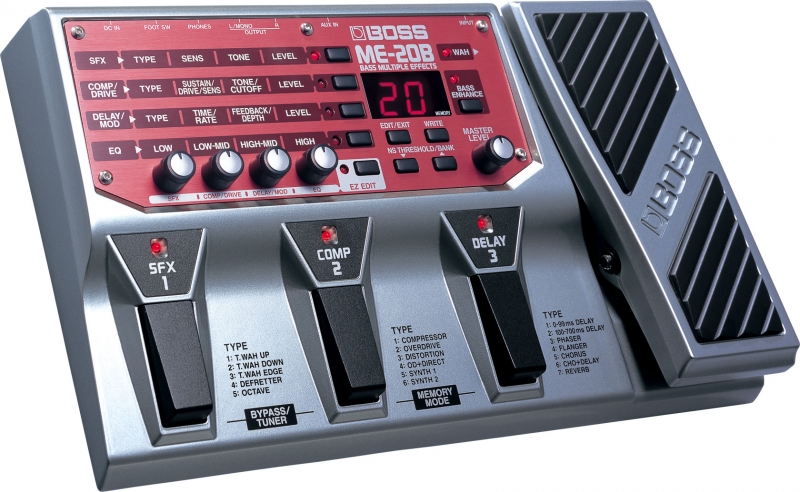 DC IN
FOOT SW
PHONES
L/MONO
R
OUTPUT
AUX IN
INPUT
BOSS
ME-20B
BASS MULTIPLE EFFECTS
WAH
SFX TYPE SENS TONE LEVEL
COMP/
DRIVE
TYPE
SUSTAIN/
DRIVE/SENS
TONE/
CUTOFF
LEVEL
DELAY/
MOD
TYPE
TIME/
RATE
FEEDBACK/
DEPTH
LEVEL
EQ LOW LOW-MID HIGH-MID HIGH
SFX COMP/DRIVE DELAY/MOD EQ
EZ EDIT
20
MEMORY
BASS
ENHANCE
EDIT/EXIT
WRITE
NS THRESHOLD/BANK
MASTER
LEVEL
BOSS
SFX
1
COMP
2
DELAY
3
TYPE
1: T.WAH UP
2: T.WAH DOWN
3: T.WAH EDGE
4: DEFRETTER
5: OCTAVE
TYPE
1: COMPRESSOR
2: OVERDRIVE
3: DISTORTION
4: OD+DIRECT
5: SYNTH 1
6: SYNTH 2
TYPE
1: 0-99ms DELAY
2: 100-700ms DELAY
3: PHASER
4: FLANGER
5: CHORUS
6: CHO+DELAY
7: REVERB
BYPASS/
TUNER
MEMORY
MODE